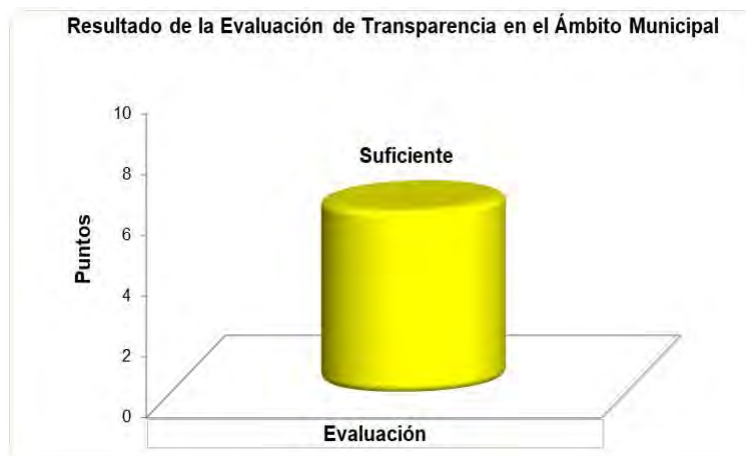 Resultado de la Evaluación de Transparencia en el Ámbito Municipal
10
Suficiente
8
6
Puntos
4
2
0
Evaluación